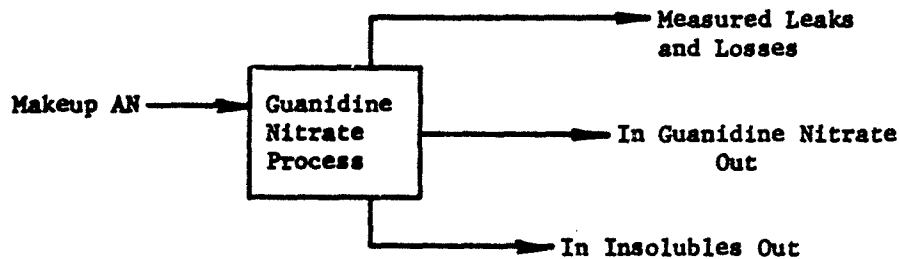 Measured Leaks
and Losses
Makeup AN
Guanidine
Nitrate
Process
In Guanidine Nitrate
Out
In Insolubles Out